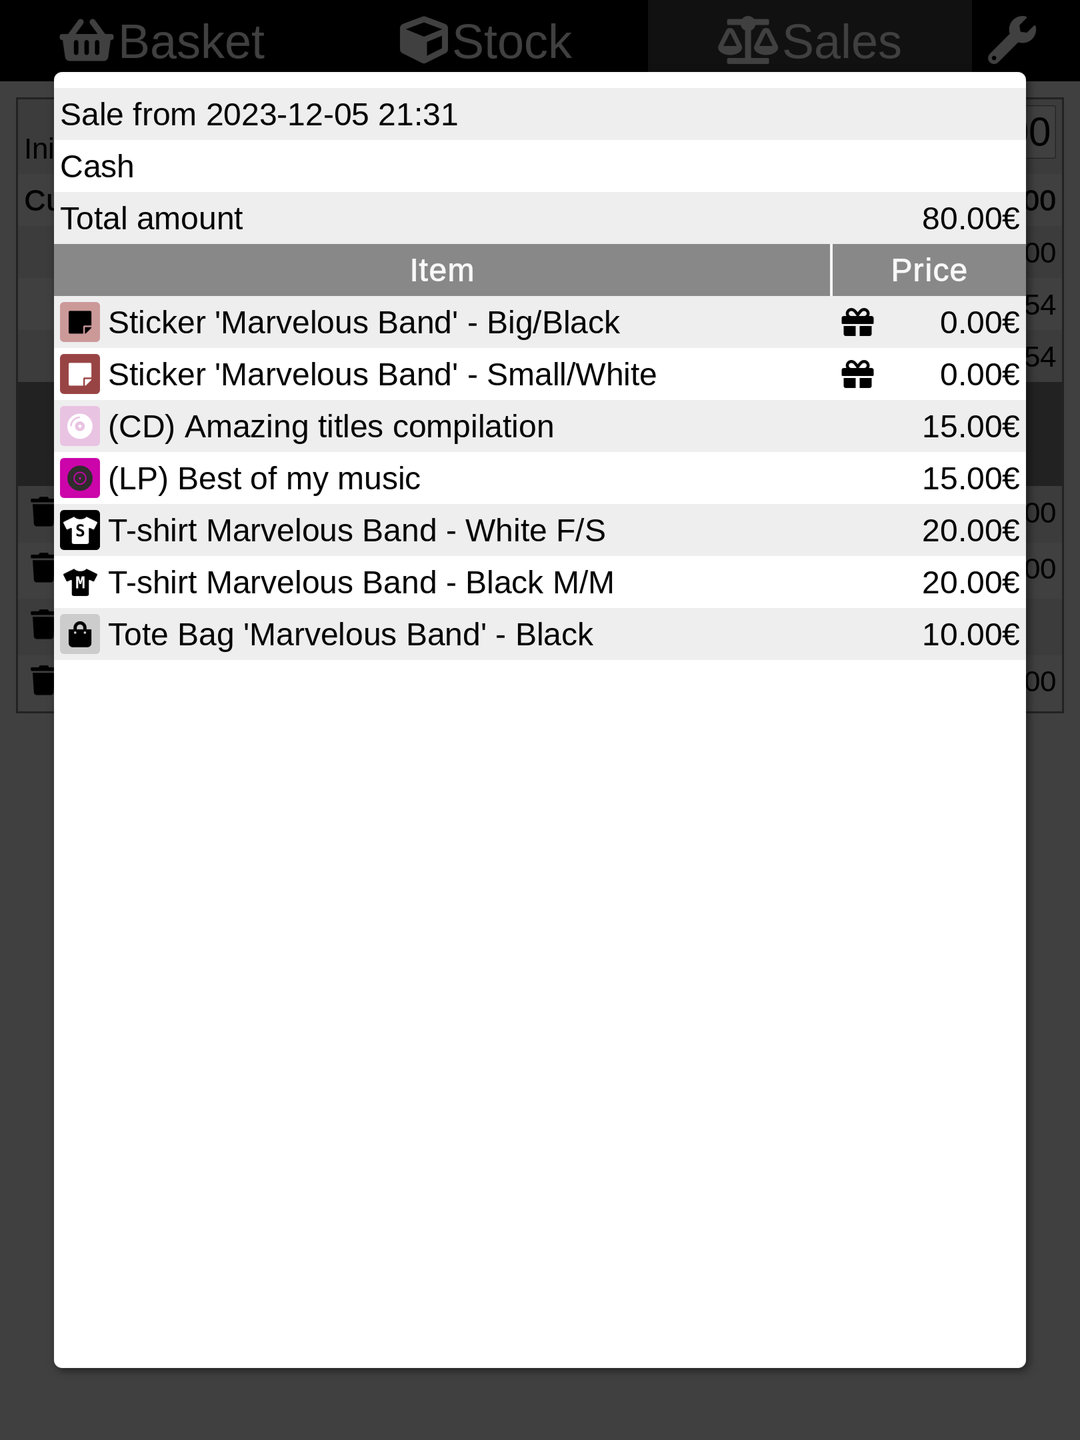 Basket Stock Sales
Sale from 2023-12-05 21:31
Cash
Total amount 80.00€
Item Price
Sticker 'Marvelous Band' - Big/Black 0.00€
Sticker 'Marvelous Band' - Small/White 0.00€
(CD) Amazing titles compilation 15.00€
(LP) Best of my music 15.00€
S T-shirt Marvelous Band - White F/S 20.00€
M T-shirt Marvelous Band - Black M/M 20.00€
Tote Bag 'Marvelous Band' - Black 10.00€